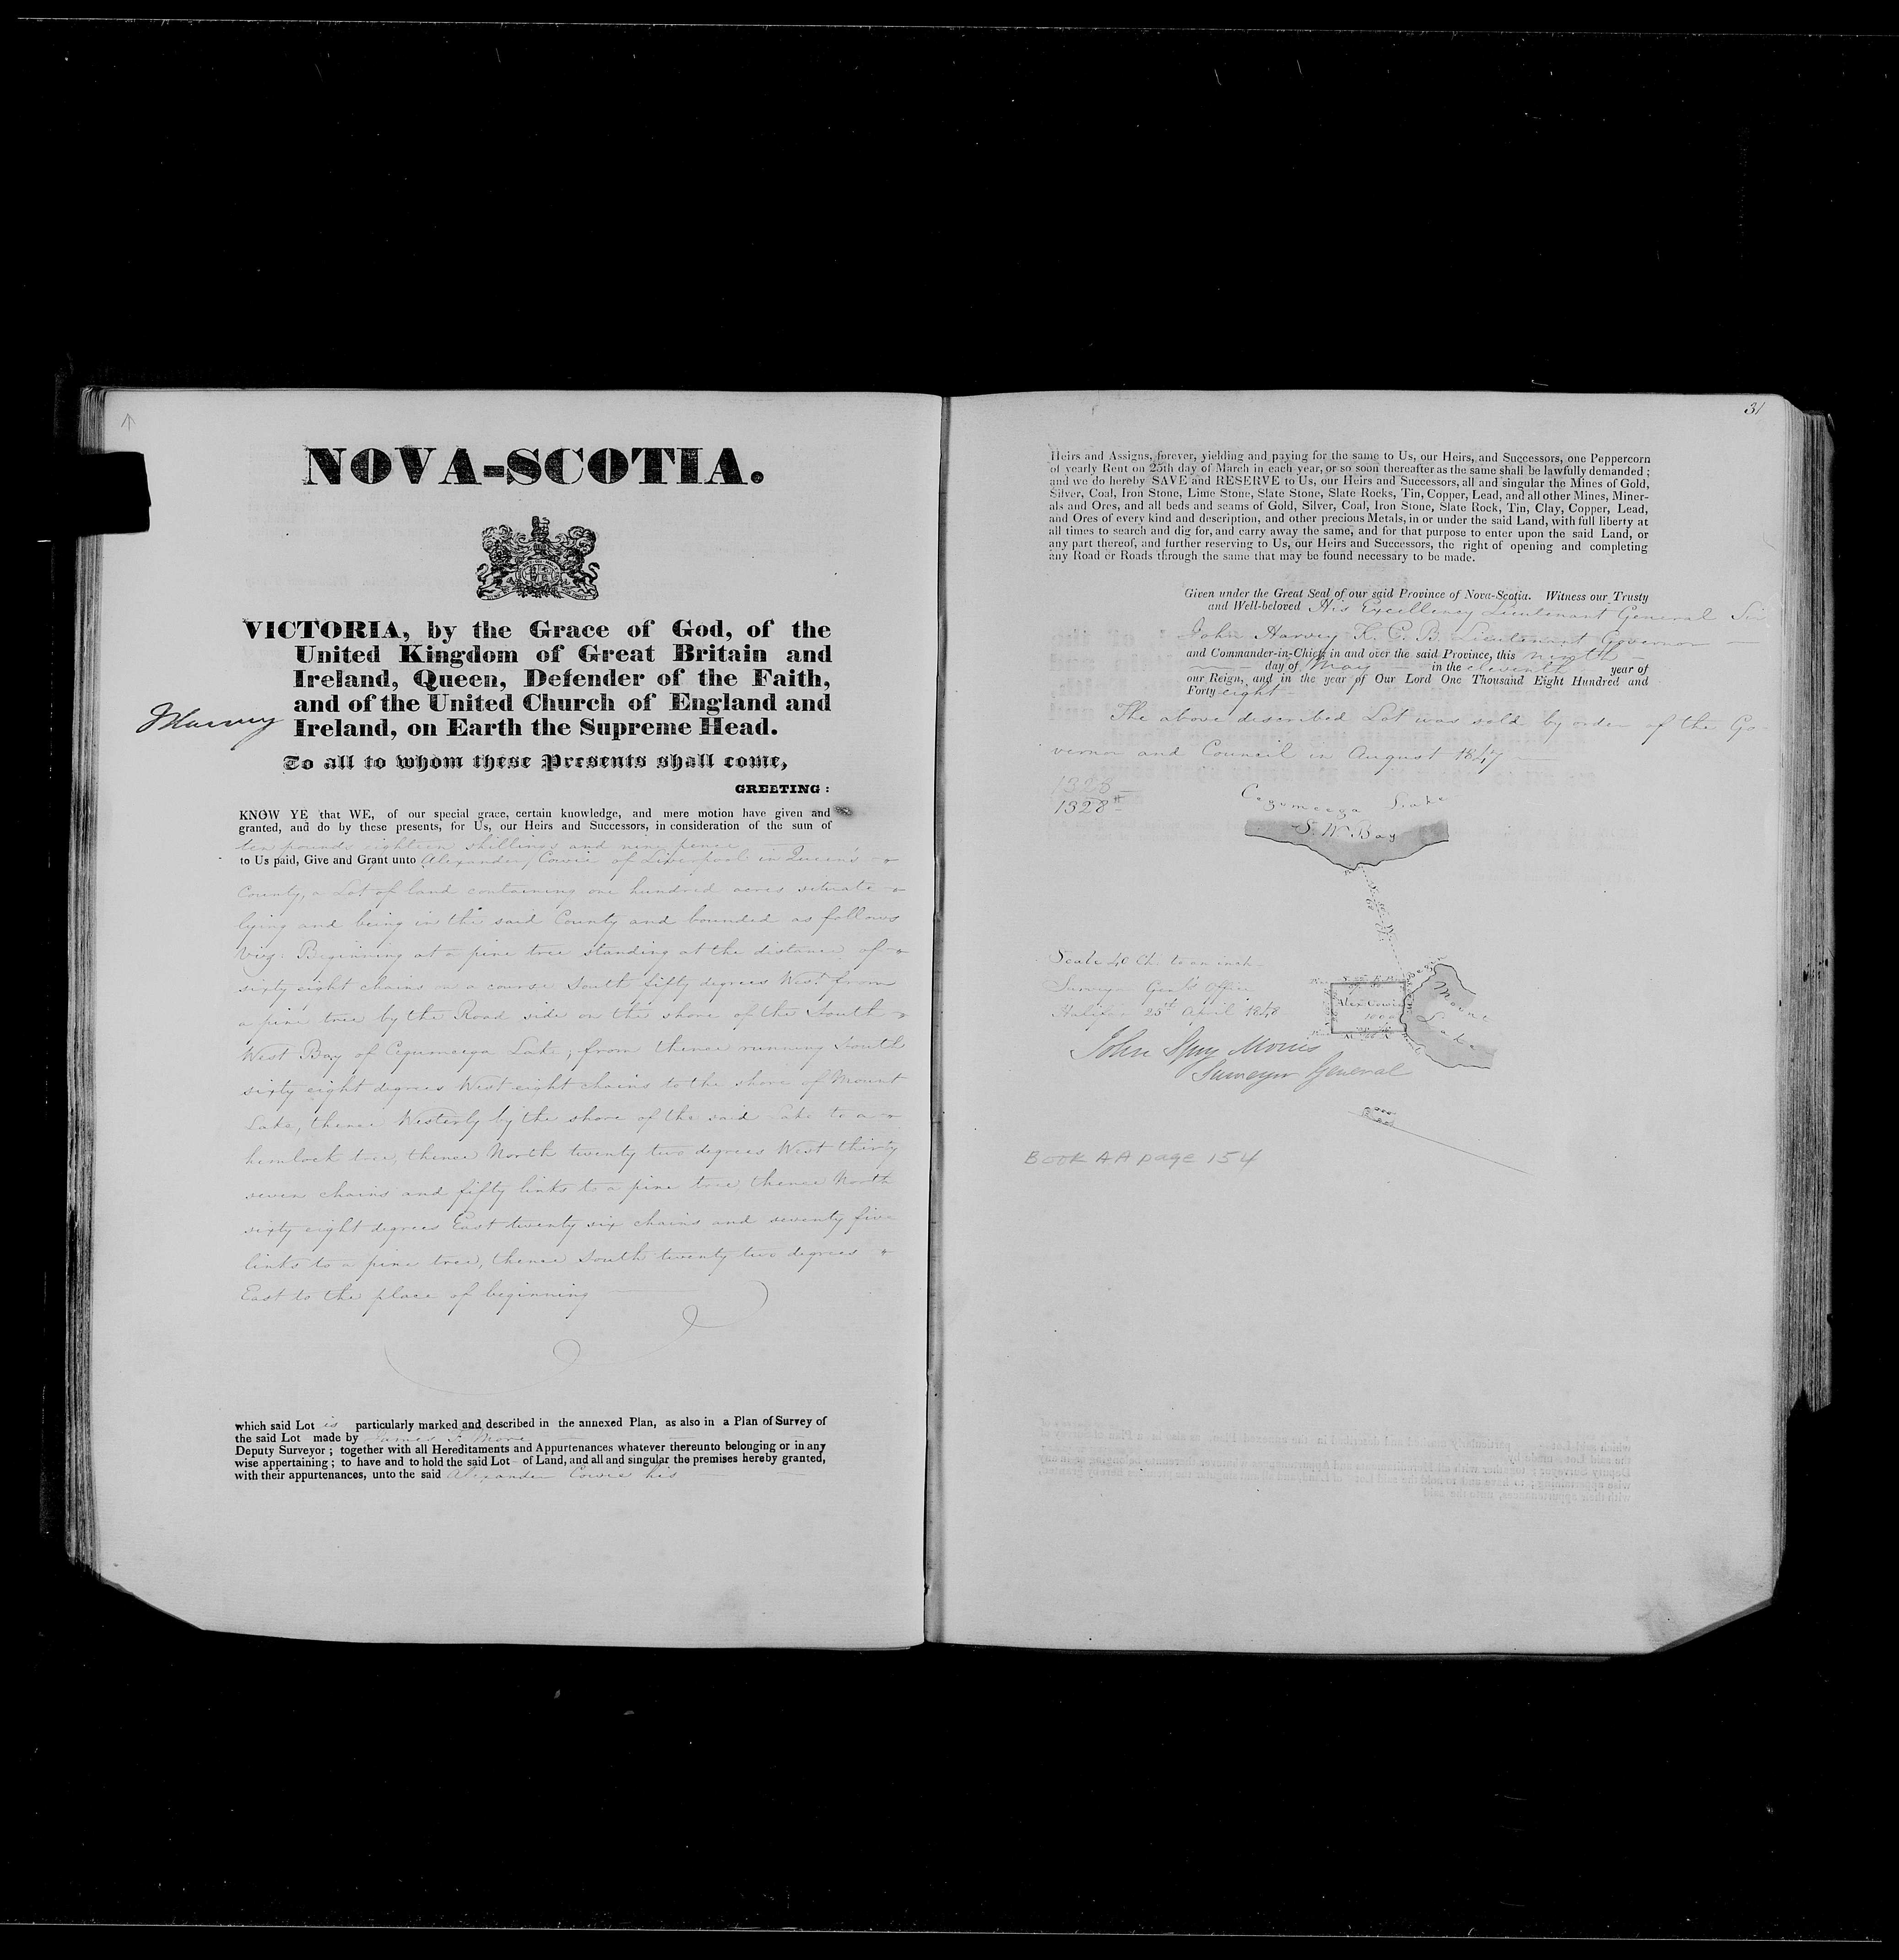 NOVA-SCOTIA.
VICTORIA, by the Grace of God, of the
United Kingdom of Great Britain and
Ireland, Queen, Defender of the Faith,
and of the United Church of England and
Ireland, on Earth the Supreme Head.
JHarvey
To all to whom these Presents shall come,
GREETING:
KNOW YE that WE, of our special grace, certain knowledge, and mere motion have given and
granted, and do by these presents, for Us, our Heirs and Successors, in consideration of the sum of
ten pounds eighteen shillings and nine pence
to Us paid, Give and Grant unto Alexander Cowie of Liverpool in Queen's
County, a Lot of land containing one hundred acres situate
lying and being in the said County and bounded as follows
Viz: Beginning at a pine tree standing at the distance of
sixty eight chains on a course South fifty degrees West from
a pine tree by the Road side on the shore of the South
West Bay of Cegumcega Lake; from thence running South
sixty eight degrees West eight chains to the shore of Mount
Lake, thence Westerly by the shore of the said Lake to a
hemlock tree, thence North twenty two degrees West thirty
seven chains and fifty links to a pine tree thence North
sixty eight degrees East twenty six chains and seventy five
links to a pine tree, thence South twenty two degrees
East to the place of beginning
which said Lot is particularly marked and described in the annexed Plan, as also in a Plan of Survey of
the said Lot made by James F. More
Deputy Surveyor; together with all Hereditaments and Appurtenances whatever thereunto belonging or in any
wise appertaining; to have and to hold the said Lot of Land, and all and singular the premises hereby granted,
with their appurtenances, unto the said Alexander Cowie his
31
Heirs and Assigns, forever, yielding and paying for the same to Us, our Heirs, and Successors, one Peppercorn
of yearly Rent on 25th day of March in each year, or so soon thereafter as the same shall be lawfully demanded;
and we do hereby SAVE and RESERVE to Us, our Heirs and Successors, all and singular the Mines of Gold,
Silver, Coal, Iron Stone, Lime Stone, Slate Stone, Slate Rocks, Tin, Copper, Lead, and all other Mines, Miner-
als and Ores, and all beds and seams of Gold, Silver, Coal, Iron Stone, Slate Rock, Tin, Clay, Copper, Lead,
and Ores of every kind and description, and other precious Metals, in or under the said Land, with full liberty at
all times to search and dig for, and carry away the same, and for that purpose to enter upon the said Land, or
any part thereof, and further reserving to Us, our Heirs and Successors, the right of opening and completing
any Road or Roads through the same that may be found necessary to be made.
Given under the Great Seal of our said Province of Nova-Scotia. Witness our Trusty
and Well-beloved His Excellency Lieutenant General Sir
John Harvey K. C. B. Lieutenant Governor
and Commander-in-Chief, in and over the said Province, this ninth
day of May in the eleventh year of
our Reign, and in the year of Our Lord One Thousand Eight Hundred and
Forty eight
The above described Lot was sold by order of the Go-
vernor and Council in August 1847
1328
1328
Cegumcega Lake
S. W. Bay
Scale 40 Ch. to an inch
Surveyor Genl's Office
Halifax 25th April 1848
Alex Cowie
100 a
Mount
Lake
John Spry Morris
Surveyor General
Book AA page 154